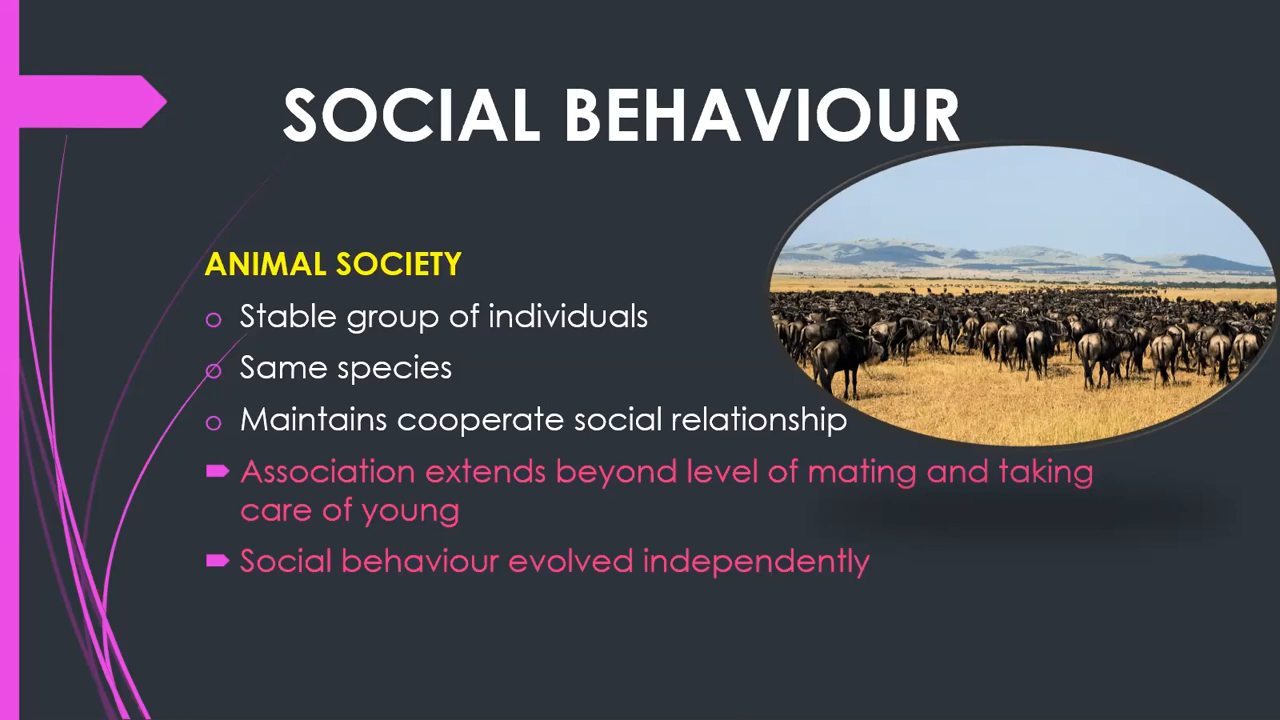 SOCIAL BEHAVIOUR
ANIMAL SOCIETY
Stable group of individuals
Same species
Maintains cooperate social relationship
Association extends beyond level of mating and taking
care of young
Social behaviour evolved independently